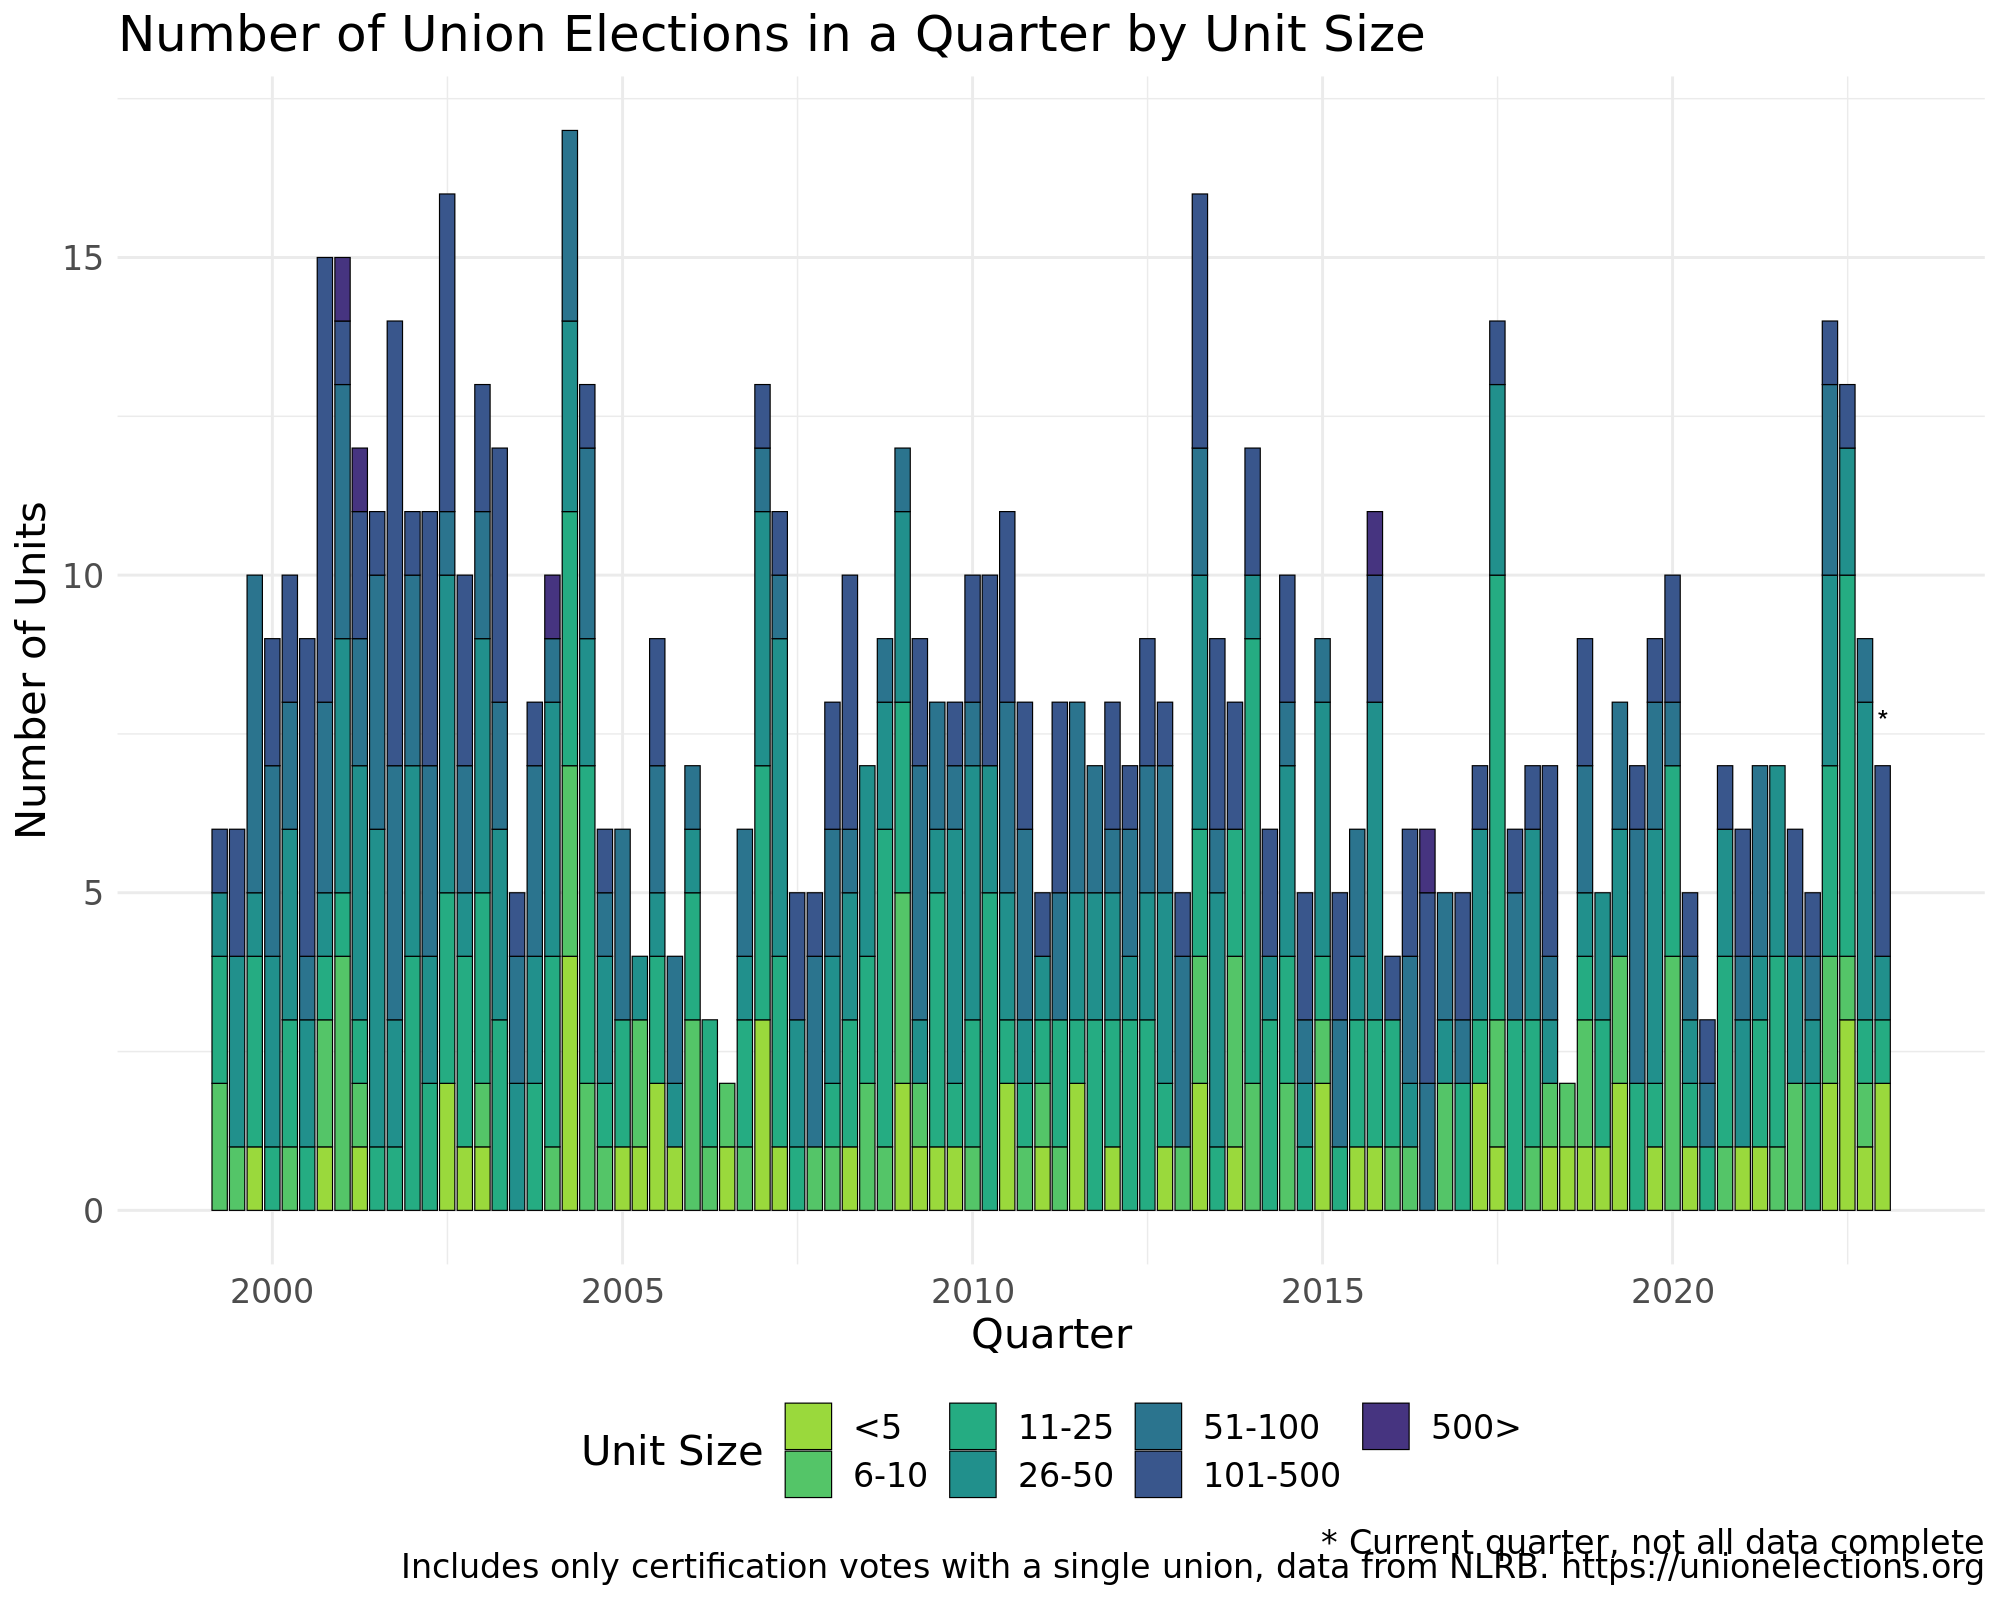 Number of Union Elections in a Quarter by Unit Size
Number of Units
15
10
5
0
*
2000 2005 2010 2015 2020
Quarter
Unit Size
<5 11-25 51-100 500>
6-10 26-50 101-500
* Current quarter, not all data complete
Includes only certification votes with a single union, data from NLRB. https://unionelections.org